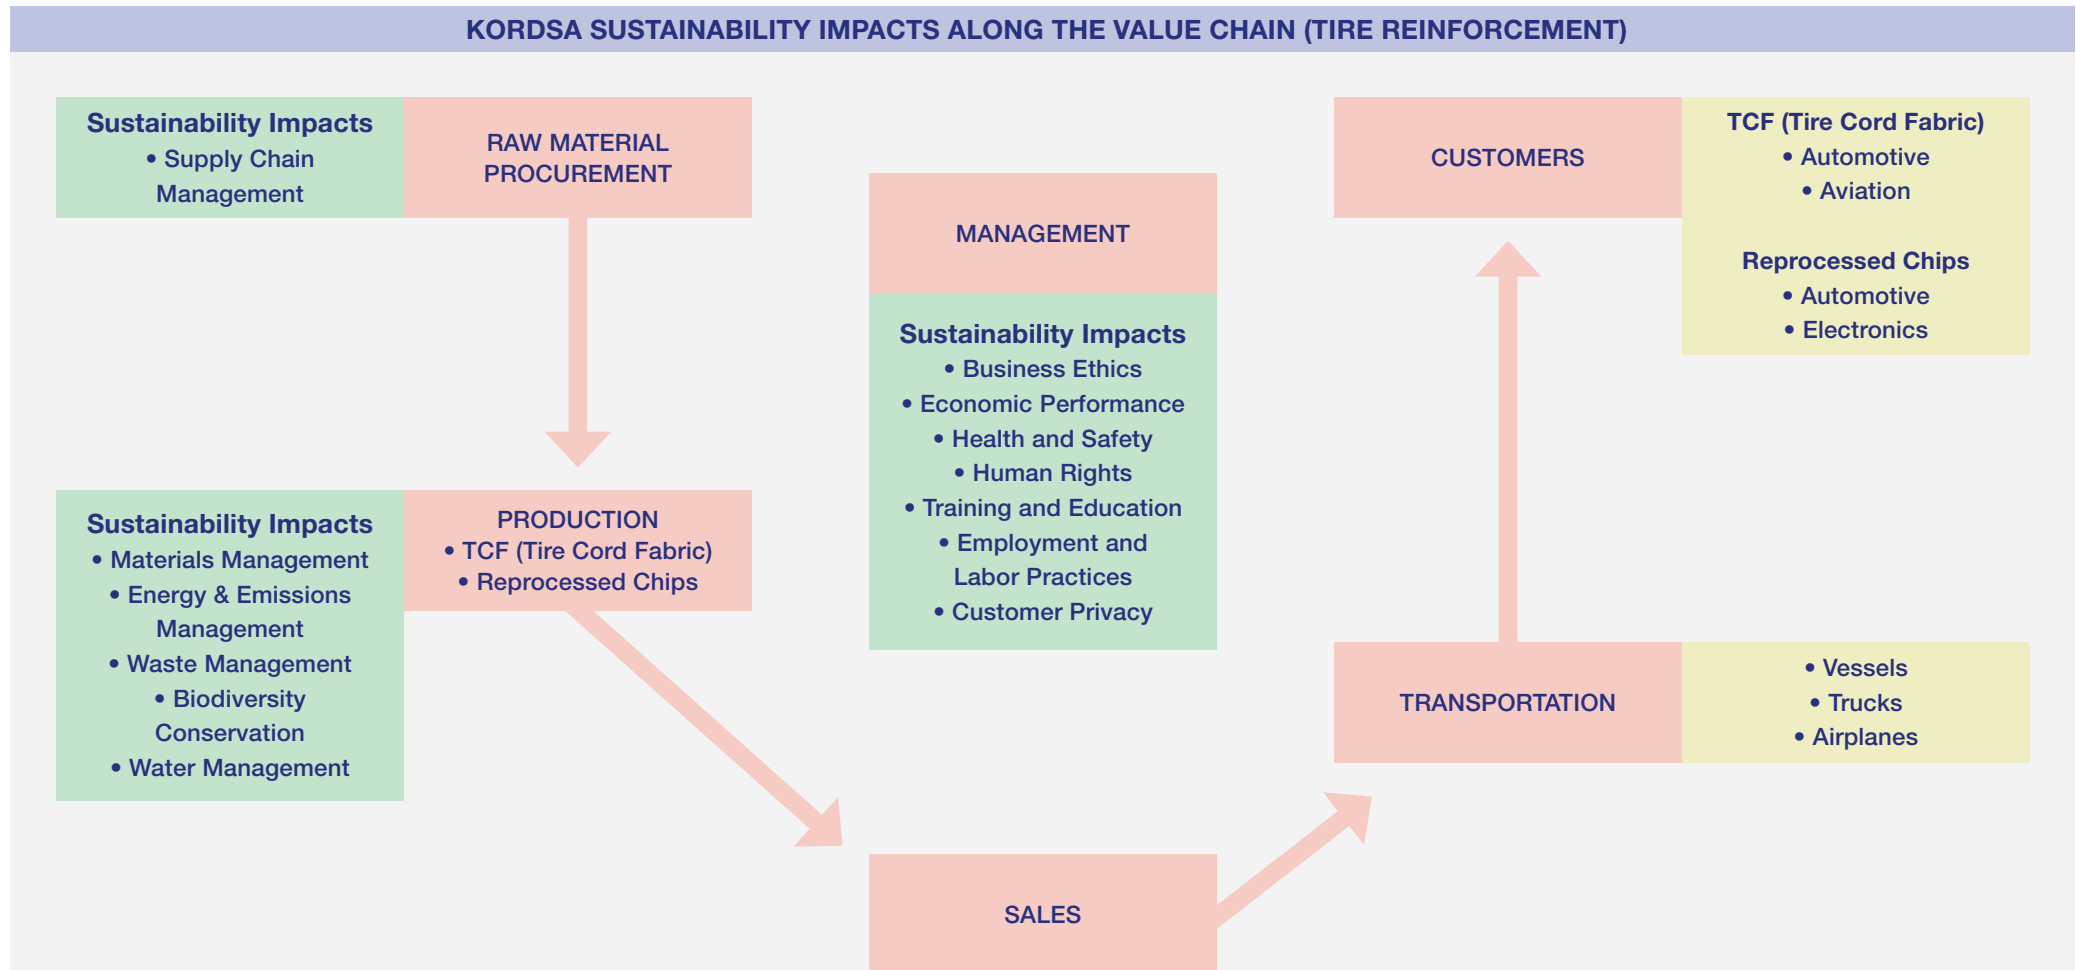 KORDSA SUSTAINABILITY IMPACTS ALONG THE VALUE CHAIN (TIRE REINFORCEMENT)
Sustainability Impacts
• Supply Chain
Management
RAW MATERIAL
PROCUREMENT
MANAGEMENT
Sustainability Impacts
• Business Ethics
• Economic Performance
• Health and Safety
• Human Rights
• Training and Education
• Employment and
Labor Practices
• Customer Privacy
CUSTOMERS
TCF (Tire Cord Fabric)
• Automotive
• Aviation
Reprocessed Chips
• Automotive
• Electronics
Sustainability Impacts
• Materials Management
• Energy & Emissions
Management
• Waste Management
• Biodiversity
Conservation
• Water Management
PRODUCTION
• TCF (Tire Cord Fabric)
• Reprocessed Chips
TRANSPORTATION
• Vessels
• Trucks
• Airplanes
SALES